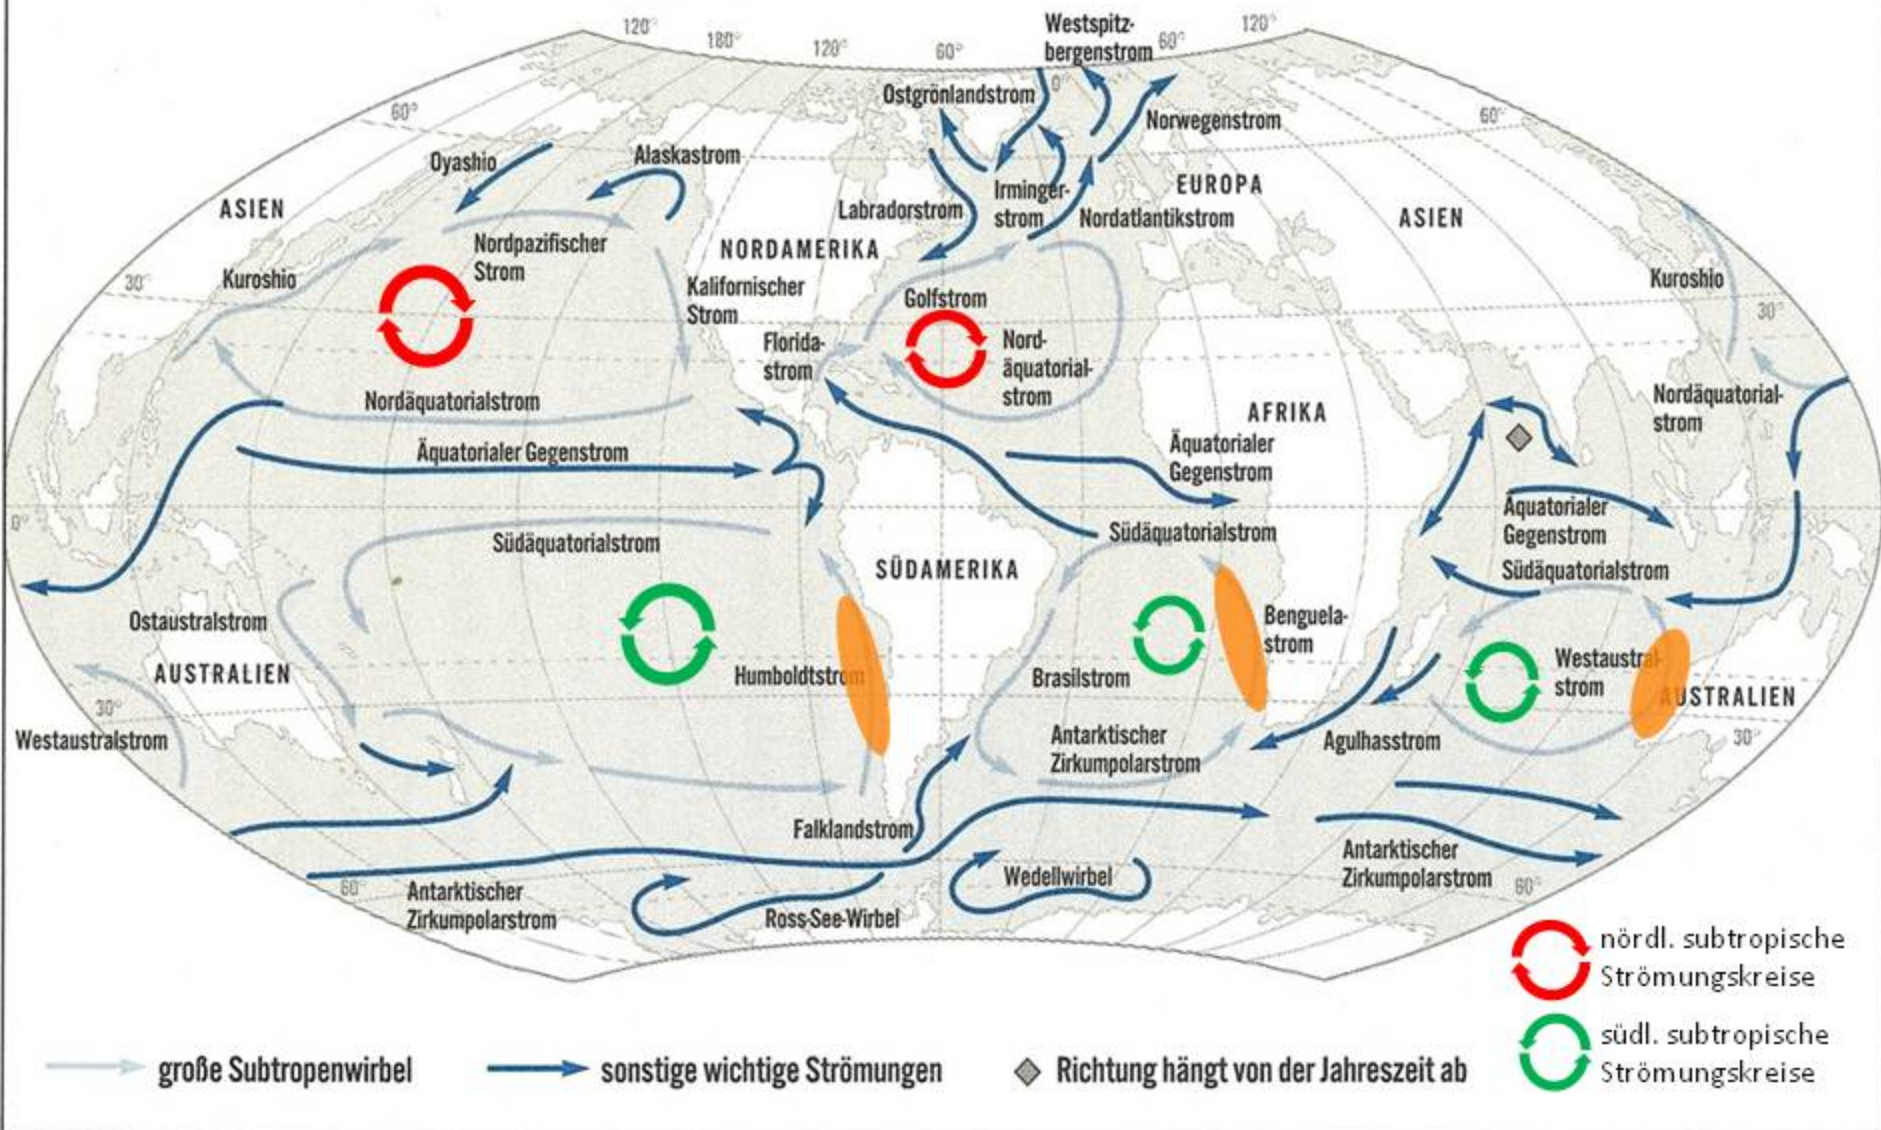 120°
180°
120°
60°
Westspitz-
bergenstrom
60°
120°
0°
Ostgrönlandstrom
60°
Norwegenstrom
60°
Oyashio
Alaskastrom
ASIEN
Labradorstrom
Irminger-
strom
Nordatlantikstrom
EUROPA
ASIEN
NORDAMERIKA
Nordpazifischer
Strom
Kuroshio
30°
Kalifornischer
Strom
Golfstrom
Kuroshio
30°
Florida-
strom
Nord-
äquatorial-
strom
Nordäquatorialstrom
AFRIKA
Nordäquatorial-
strom
Äquatorialer Gegenstrom
Äquatorialer
Gegenstrom
0°
Südäquatorialstrom
SÜDAMERIKA
Südäquatorialstrom
Äquatorialer
Gegenstrom
Südäquatorialstrom
Ostaustralstrom
AUSTRALIEN
Humboldtstrom
Brasilstrom
Benguela-
strom
Westaustral-
strom
AUSTRALIEN
30°
Westaustralstrom
Antarktischer
Zirkumpolarstrom
Agulhasstrom
30°
Falklandstrom
60°
Antarktischer
Zirkumpolarstrom
Ross-See-Wirbel
Wedellwirbel
Antarktischer
Zirkumpolarstrom
60°
nördl. subtropische
Strömungskreise
südl. subtropische
Strömungskreise
große Subtropenwirbel
sonstige wichtige Strömungen
Richtung hängt von der Jahreszeit ab